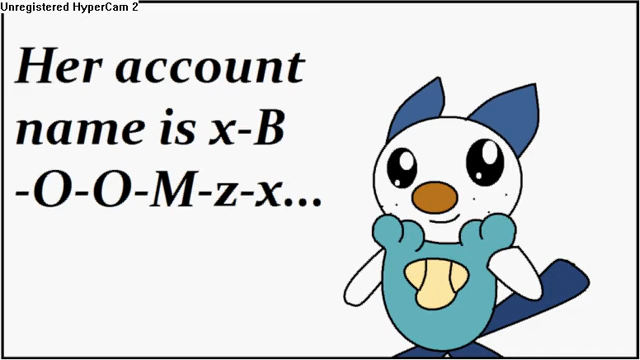 Unregistered HyperCam 2
Her account
name is x-B
-O-O-M-z-x...